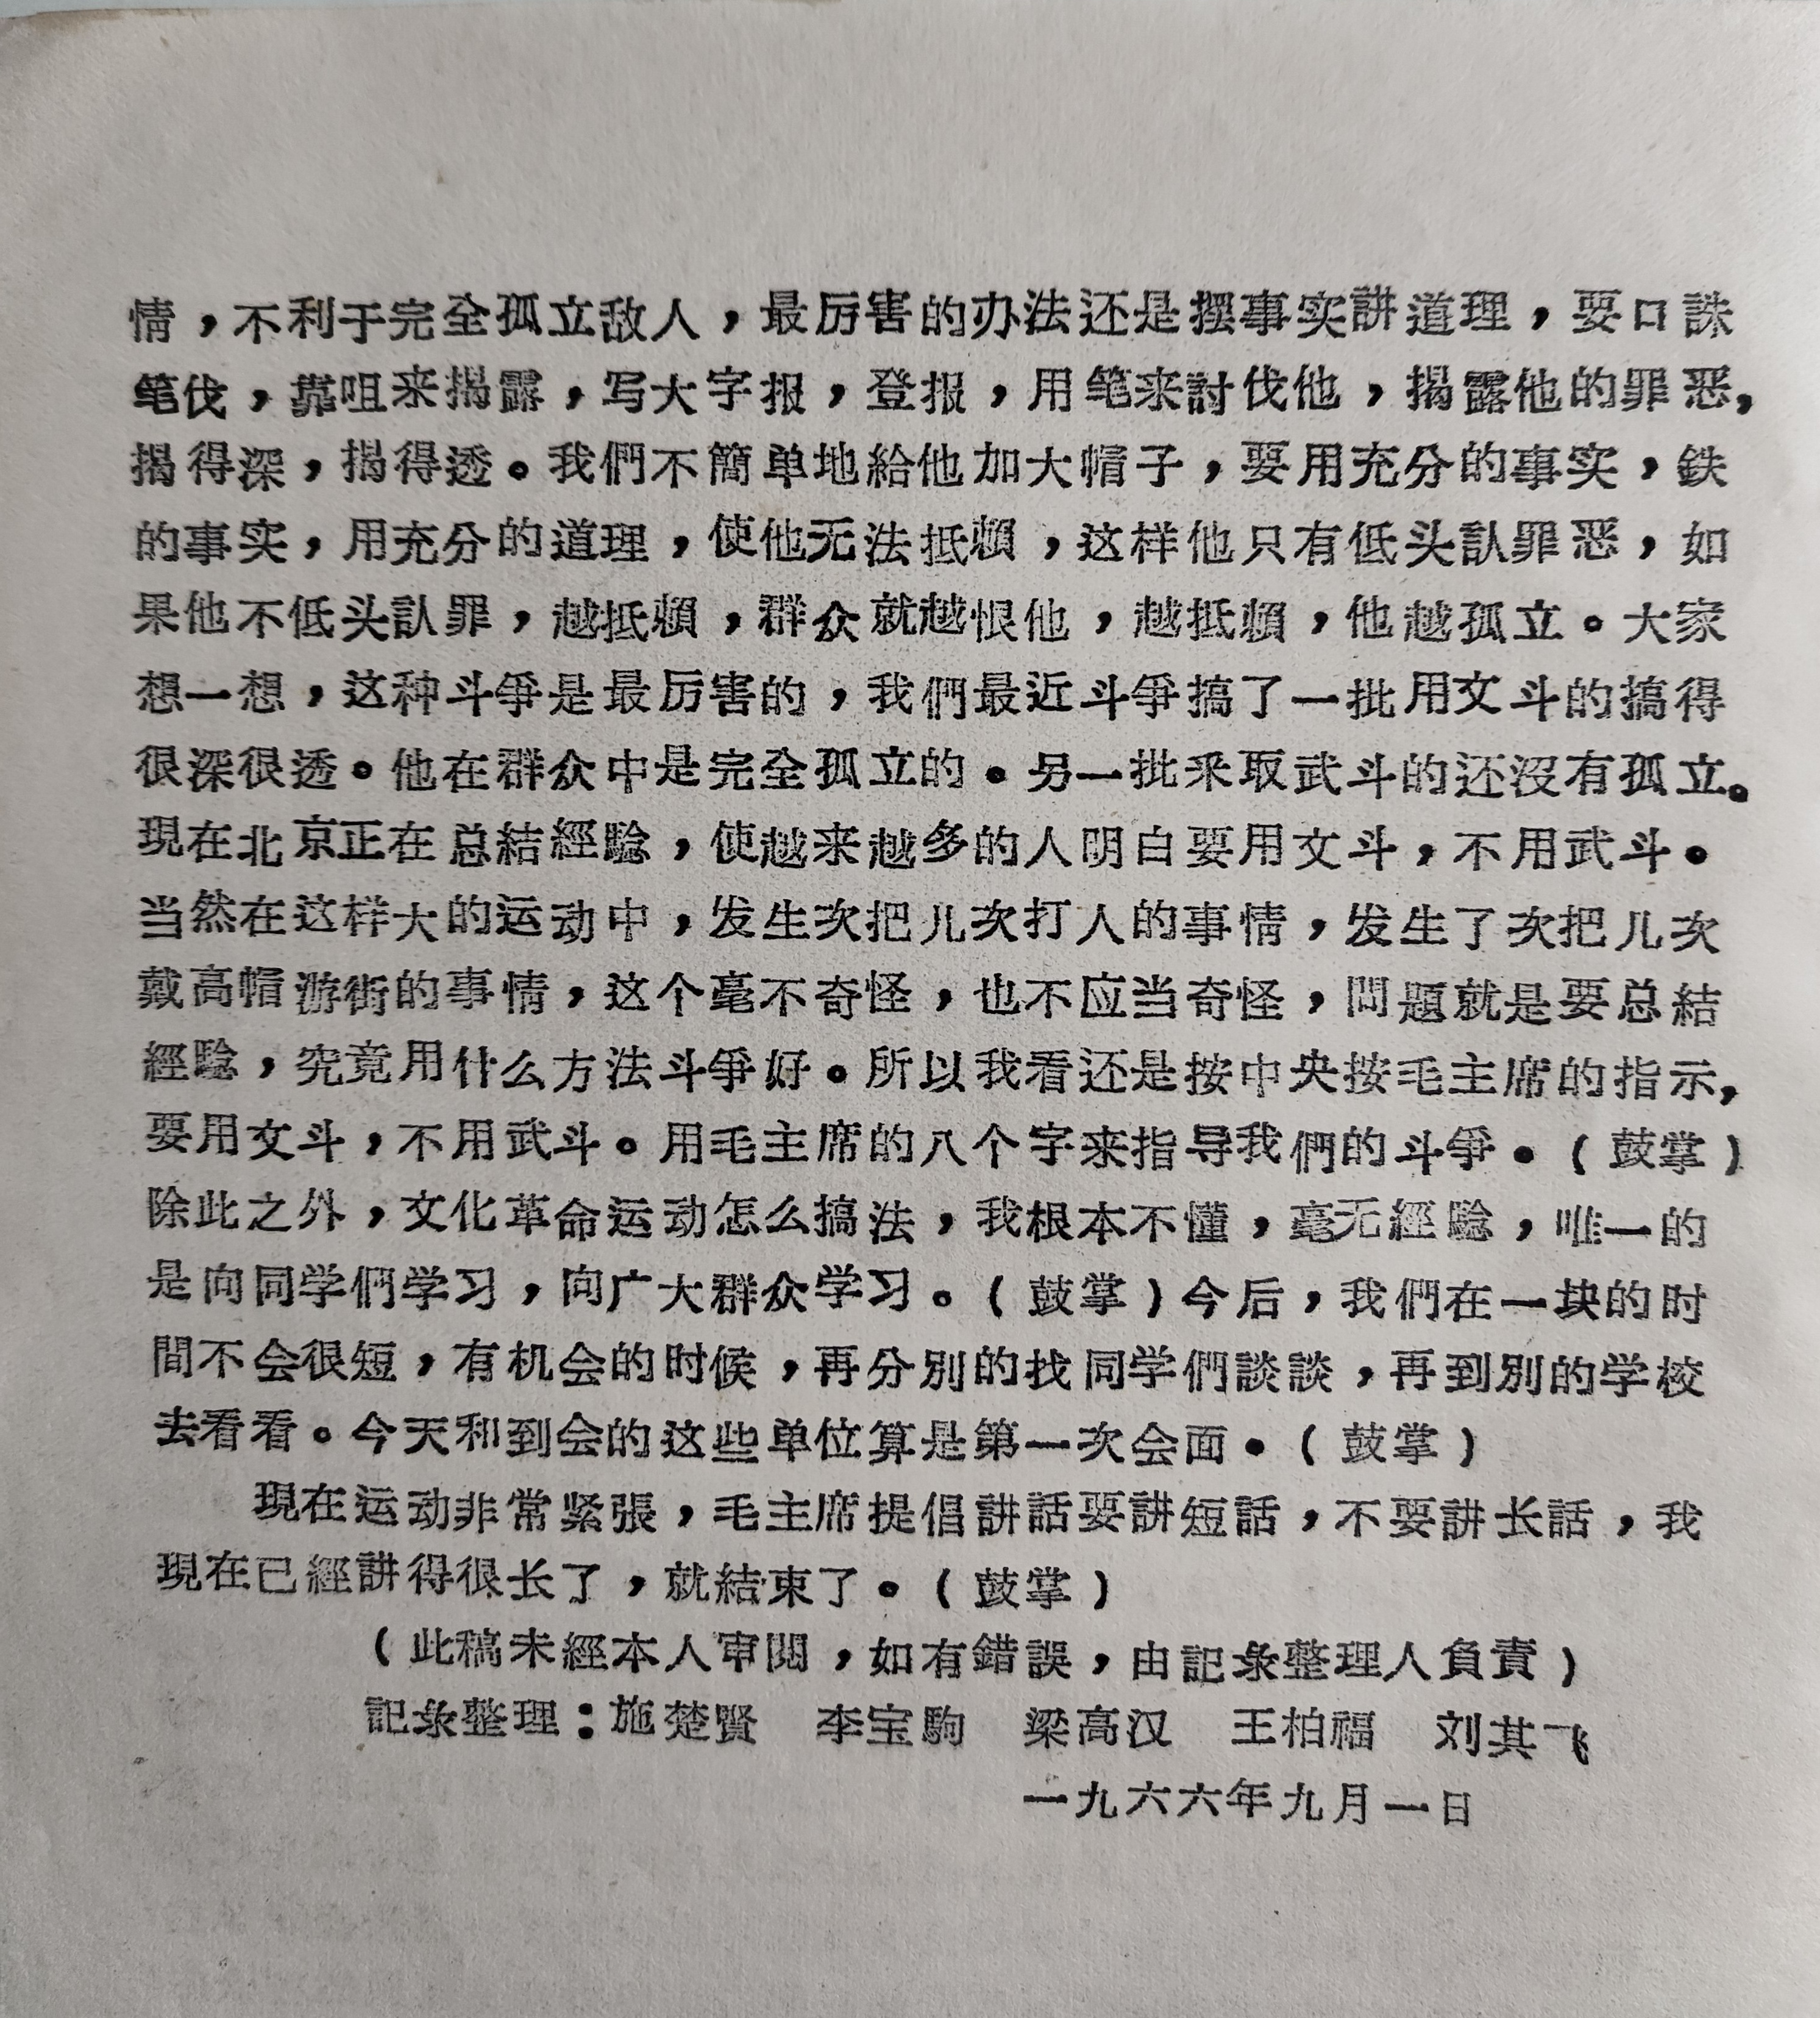 情，不利于完全孤立敌人，最厉害的办法还是摆事实講道理，要口誅
笔伐，靠咀来揭露，写大字报，登报，用笔来討伐他，揭露他的罪恶，
揭得深，揭得透。我們不簡单地給他加大帽子，要用充分的事实，鉄
的事实，用充分的道理，使他无法抵賴，这样他只有低头認罪恶，如
果他不低头認罪，越抵賴，群众就越恨他，越抵賴，他越孤立。大家
想一想，这种斗爭是最厉害的，我們最近斗爭搞了一批用文斗的搞得
很深很透。他在群众中是完全孤立的。另一批采取武斗的还沒有孤立。
現在北京正在总結經驗，使越来越多的人明白要用文斗，不用武斗。
当然在这样大的运动中，发生次把儿次打人的事情，发生了次把儿次
戴高帽游街的事情，这个毫不奇怪，也不应当奇怪，問題就是要总結
經驗，究竟用什么方法斗爭好。所以我看还是按中央按毛主席的指示，
要用文斗，不用武斗。用毛主席的八个字来指导我們的斗爭。（鼓掌）
除此之外，文化革命运动怎么搞法，我根本不懂，毫无經驗，唯一的
是向同学們学习，向广大群众学习。（鼓掌）今后，我們在一块的时
間不会很短，有机会的时候，再分別的找同学們談談，再到別的学校
去看看。今天和到会的这些单位算是第一次会面。（鼓掌）
現在运动非常紧張，毛主席提倡講話要講短話，不要講长話，我
現在已經講得很长了，就結束了。（鼓掌）
（此稿未經本人审閱，如有錯誤，由記录整理人負責）
記录整理：施楚賢　李宝駒　梁高汉　王柏福　刘其飞
一九六六年九月一日